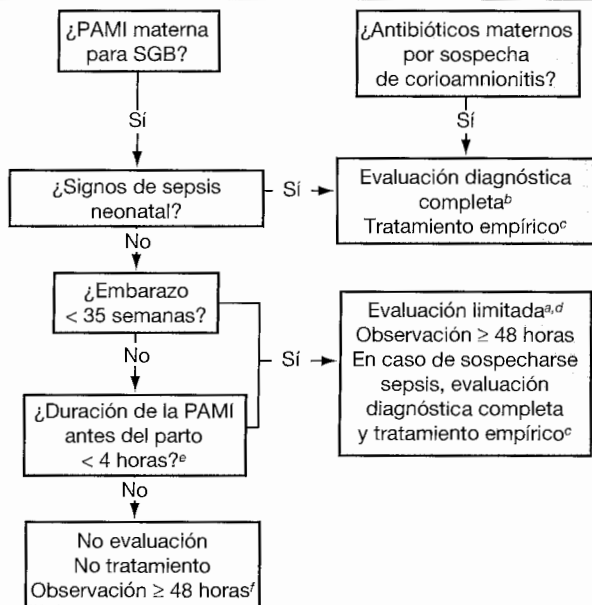 ¿PAMI materna
para SGB?
¿Antibióticos maternos
por sospecha
de corioamnionitis?
Sí
Sí
¿Signos de sepsis
neonatal?
Sí
Evaluación diagnóstica
completa^b
Tratamiento empírico^c
No
¿Embarazo
< 35 semanas?
No
Sí
Evaluación limitada^a,d
Observación ≥ 48 horas
En caso de sospecharse
sepsis, evaluación
diagnóstica completa
y tratamiento empírico^c
¿Duración de la PAMI
antes del parto
< 4 horas?^e
No
No evaluación
No tratamiento
Observación ≥ 48 horas^f